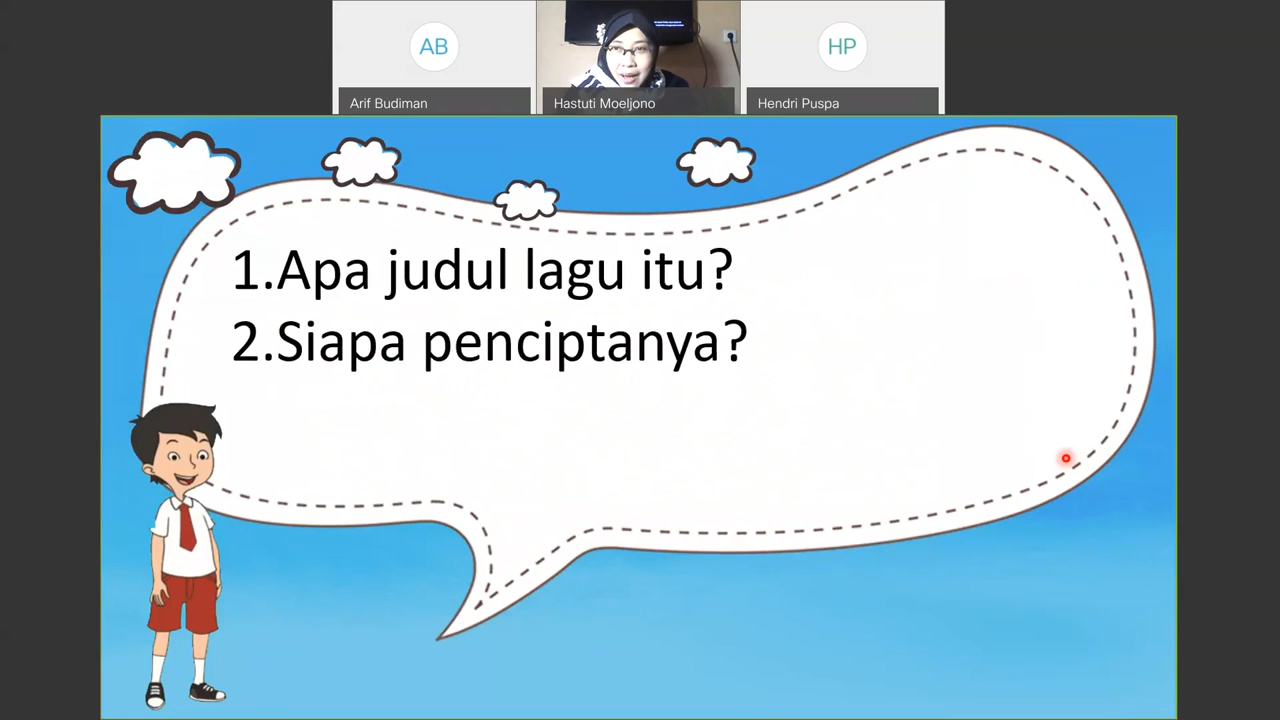 AB
HP
Arif Budiman
Hastuti Moeljono
Hendri Puspa
1.Apa judul lagu itu?
2.Siapa penciptanya?